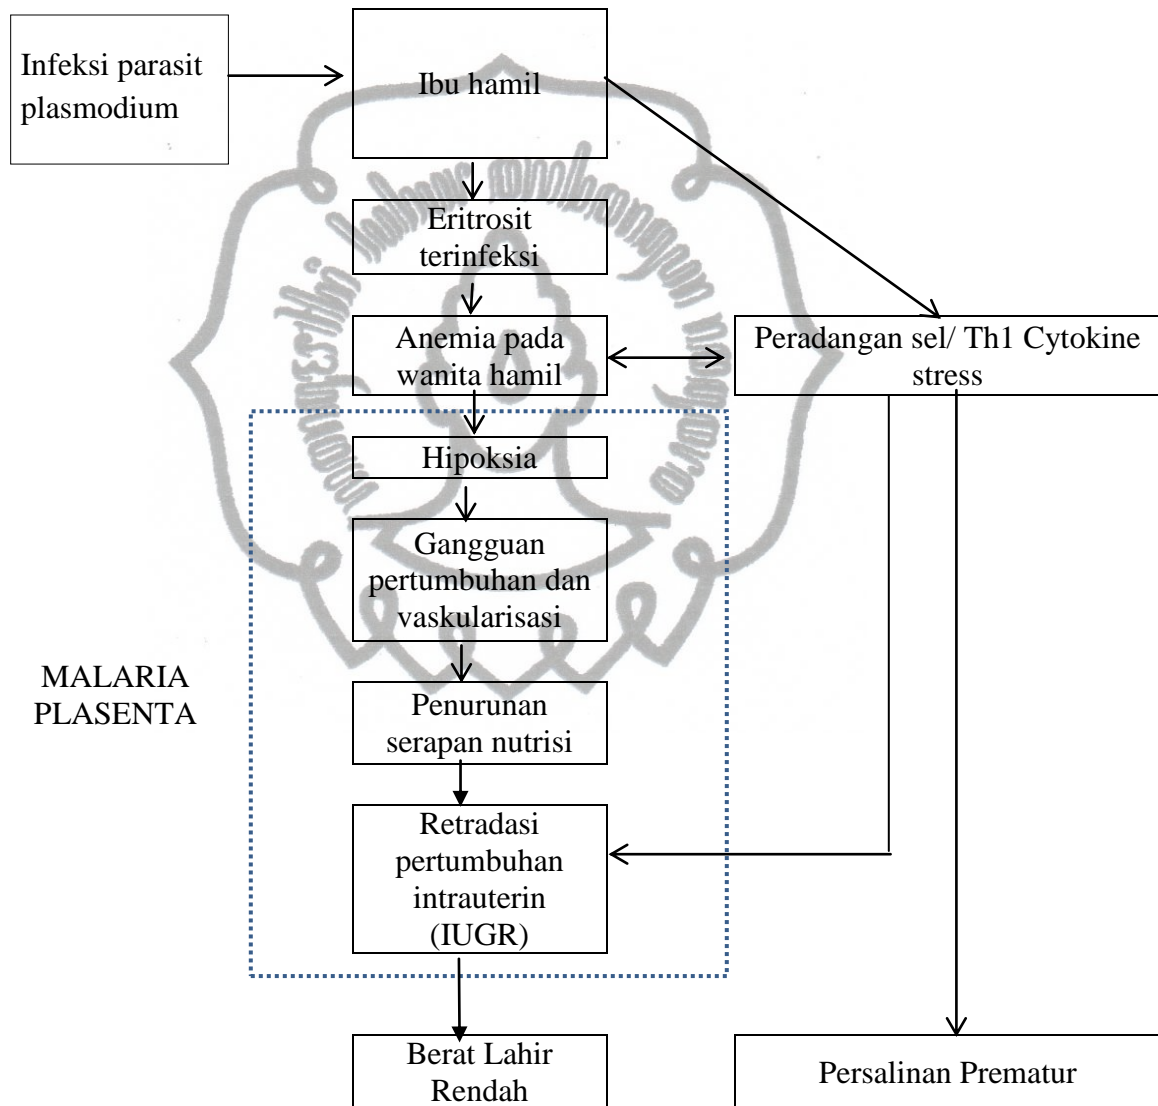 Infeksi parasit
plasmodium
Ibu hamil
Eritrosit
terinfeksi
Anemia pada
wanita hamil
Peradangan sel/ Th1 Cytokine
stress
Hipoksia
Gangguan
pertumbuhan dan
vaskularisasi
MALARIA
PLASENTA
Penurunan
serapan nutrisi
Retradasi
pertumbuhan
intrauterin
(IUGR)
Berat Lahir
Rendah
Persalinan Prematur